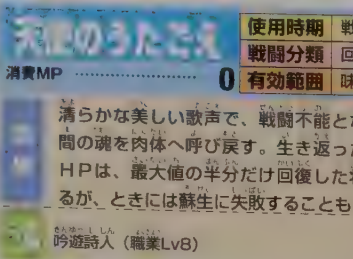 天使のうたごえ
使用時期 戦
消費MP 0
戦闘分類 回
有効範囲 味
清らかな美しい歌声で、戦闘不能と
間の魂を肉体へ呼び戻す。生き返っ
HPは、最大値の半分だけ回復した
るが、ときには蘇生に失敗することも
吟遊詩人(職業Lv8)